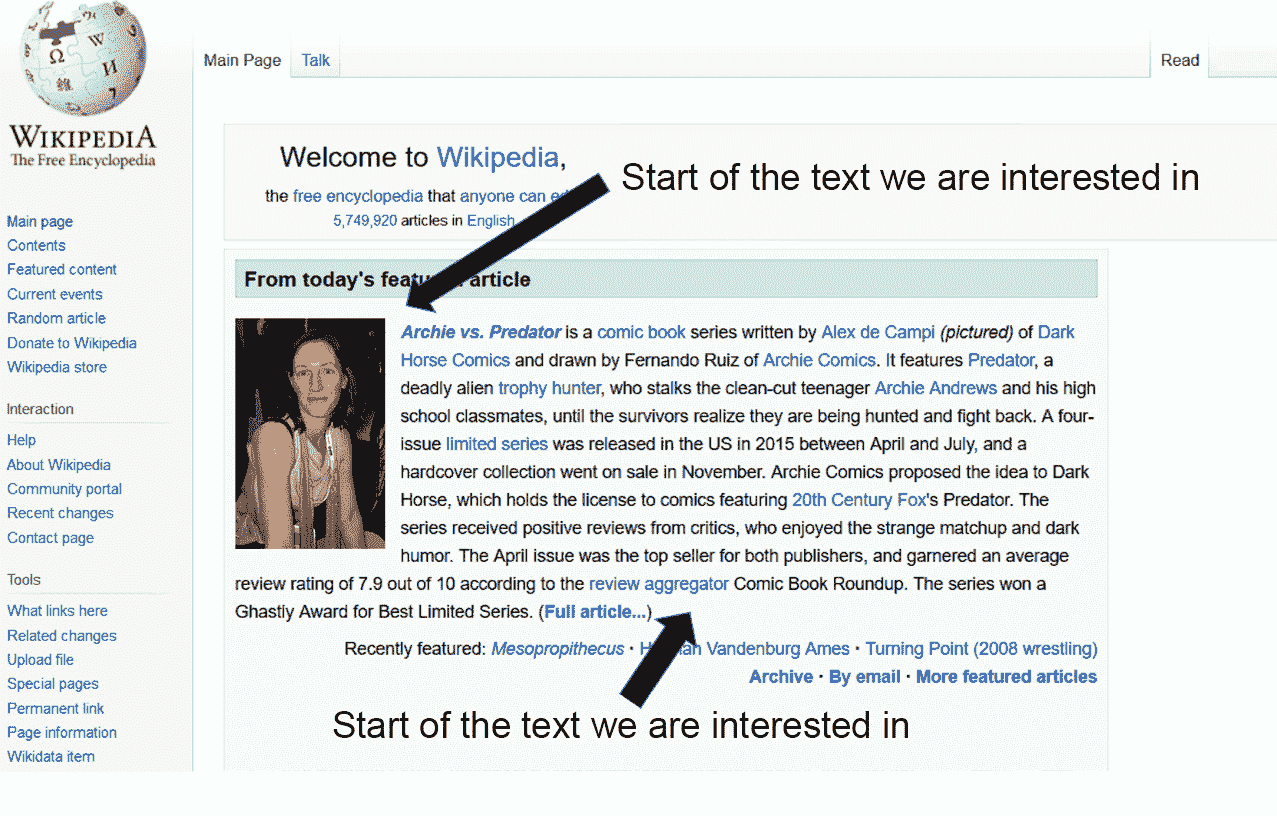 WIKIPEDIA
The Free Encyclopedia
Main page
Contents
Featured content
Current events
Random article
Donate to Wikipedia
Wikipedia store
Interaction
Help
About Wikipedia
Community portal
Recent changes
Contact page
Tools
What links here
Related changes
Upload file
Special pages
Permanent link
Page information
Wikidata item
Main Page Talk Read
Welcome to Wikipedia,
the free encyclopedia that anyone can
5,749,920 articles in English
Start of the text we are interested in
From today's article
Archie vs. Predator is a comic book series written by Alex de Campi (pictured) of Dark
Horse Comics and drawn by Fernando Ruiz of Archie Comics. It features Predator, a
deadly alien trophy hunter, who stalks the clean-cut teenager Archie Andrews and his high
school classmates, until the survivors realize they are being hunted and fight back. A four-
issue limited series was released in the US in 2015 between April and July, and a
hardcover collection went on sale in November. Archie Comics proposed the idea to Dark
Horse, which holds the license to comics featuring 20th Century Fox's Predator. The
series received positive reviews from critics, who enjoyed the strange matchup and dark
humor. The April issue was the top seller for both publishers, and garnered an average
review rating of 7.9 out of 10 according to the review aggregator Comic Book Roundup. The series won a
Ghastly Award for Best Limited Series. (Full article...)
Recently featured: Mesopropithecus · Vandenburg Ames · Turning Point (2008 wrestling)
Archive · By email · More featured articles
Start of the text we are interested in